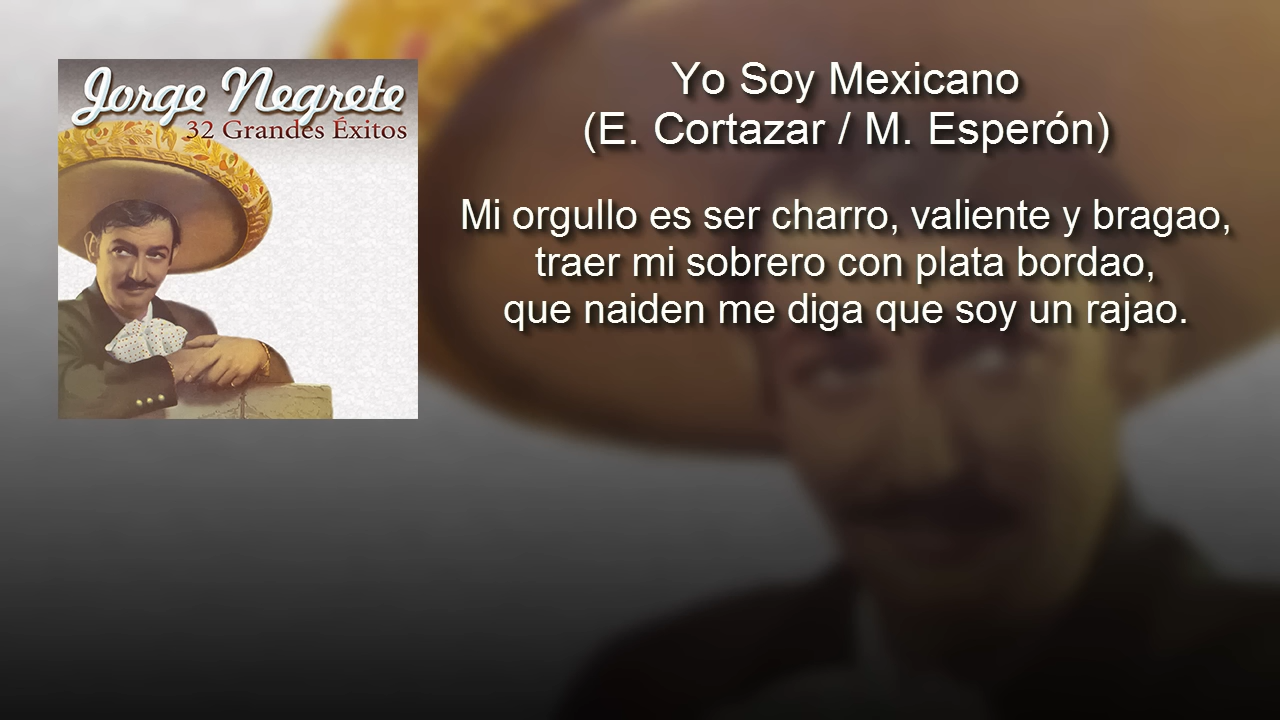 Jorge Negrete
32 Grandes Éxitos
Yo Soy Mexicano
(E. Cortazar / M. Esperón)
Mi orgullo es ser charro, valiente y bragao,
traer mi sobrero con plata bordao,
que naiden me diga que soy un rajao.